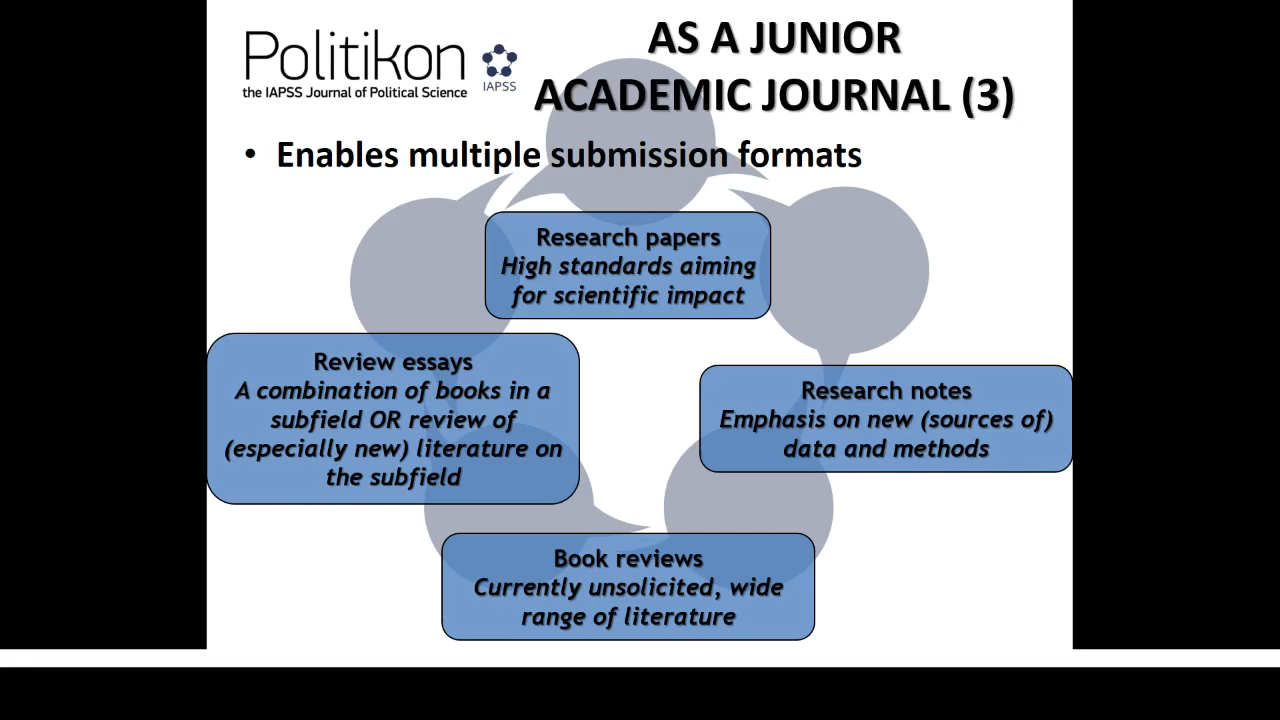 Politikon
the IAPSS Journal of Political Science
IAPSS
AS A JUNIOR
ACADEMIC JOURNAL (3)
• Enables multiple submission formats
Research papers
High standards aiming
for scientific impact
Review essays
A combination of books in a
subfield OR review of
(especially new) literature on
the subfield
Research notes
Emphasis on new (sources of)
data and methods
Book reviews
Currently unsolicited, wide
range of literature